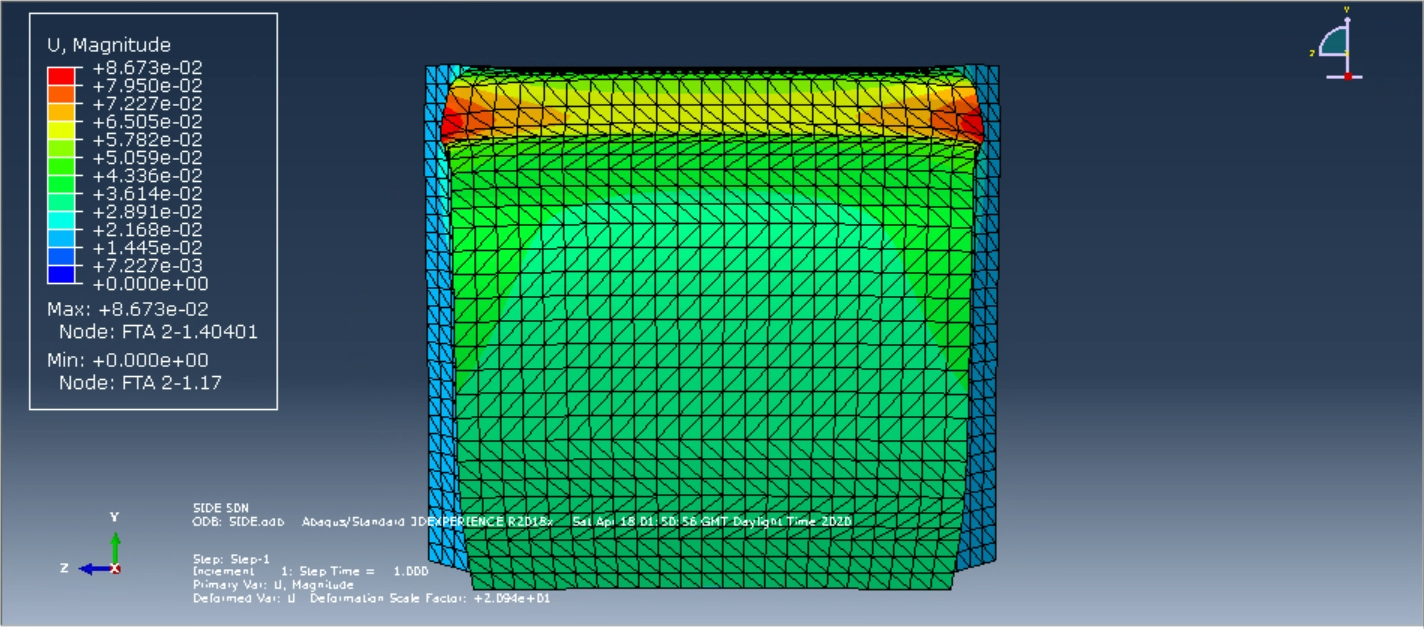 U, Magnitude
+8.673e-02
+7.950e-02
+7.227e-02
+6.505e-02
+5.782e-02
+5.059e-02
+4.336e-02
+3.614e-02
+2.891e-02
+2.168e-02
+1.445e-02
+7.227e-03
+0.000e+00
Max: +8.673e-02
Node: FTA 2-1.40401
Min: +0.000e+00
Node: FTA 2-1.17
Y
Z
Y
Z
X
SIDE SDN
ODB: SIDE.odb Abaqus/Standard 3DEXPERIENCE R2018x Sat Apr 18 01:50:56 GMT Daylight Time 2020
Step: Step-1
Increment 1: Step Time = 1.000
Primary Var: U, Magnitude
Deformed Var: U Deformation Scale Factor: +2.094e+01